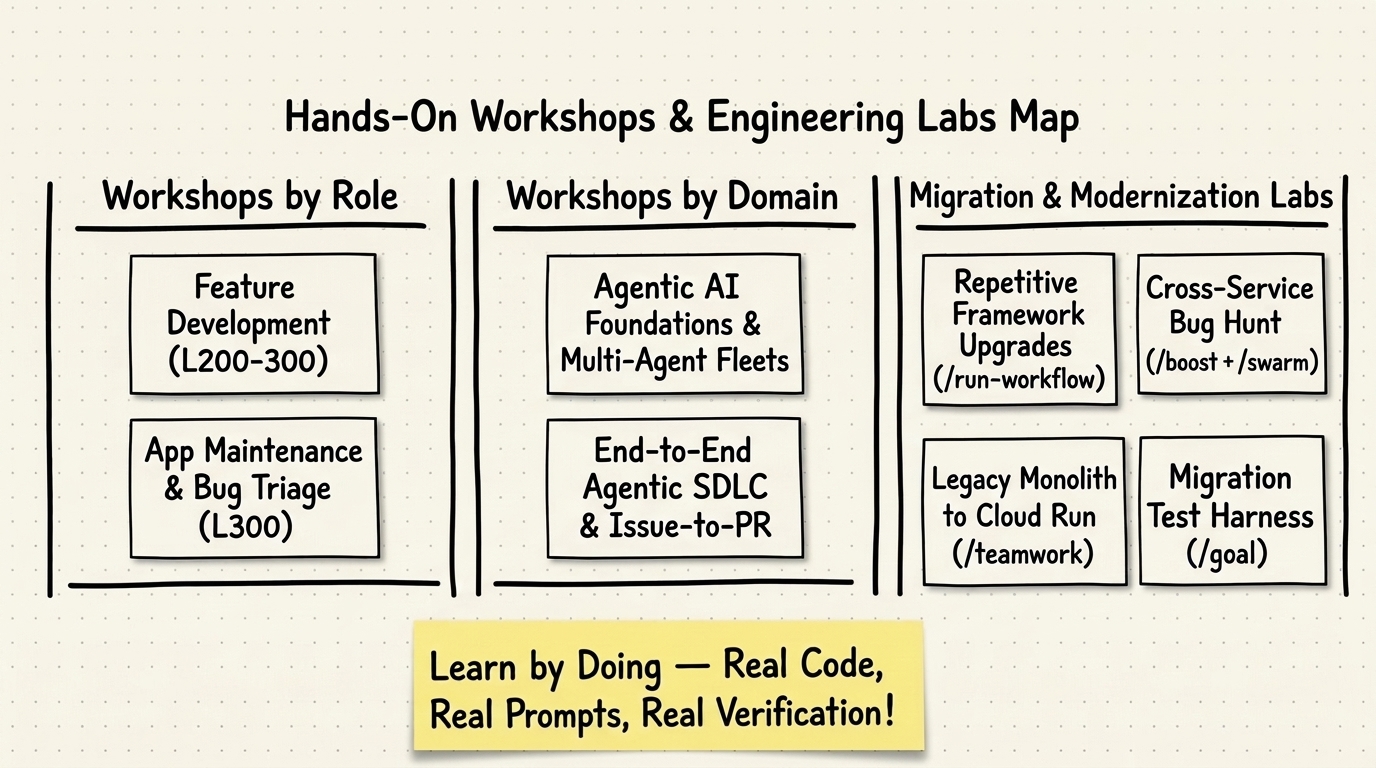 Hands-On Workshops & Engineering Labs Map
Workshops by Role
Feature
Development
(L200-300)
App Maintenance
& Bug Triage
(L300)
Workshops by Domain
Agentic AI
Foundations &
Multi-Agent Fleets
End-to-End
Agentic SDLC
& Issue-to-PR
Migration & Modernization Labs
Repetitive
Framework
Upgrades
(/run-workflow)
Cross-Service
Bug Hunt
(/boost + /swarm)
Legacy Monolith
to Cloud Run
(/teamwork)
Migration
Test Harness
(/goal)
Learn by Doing — Real Code,
Real Prompts, Real Verification!